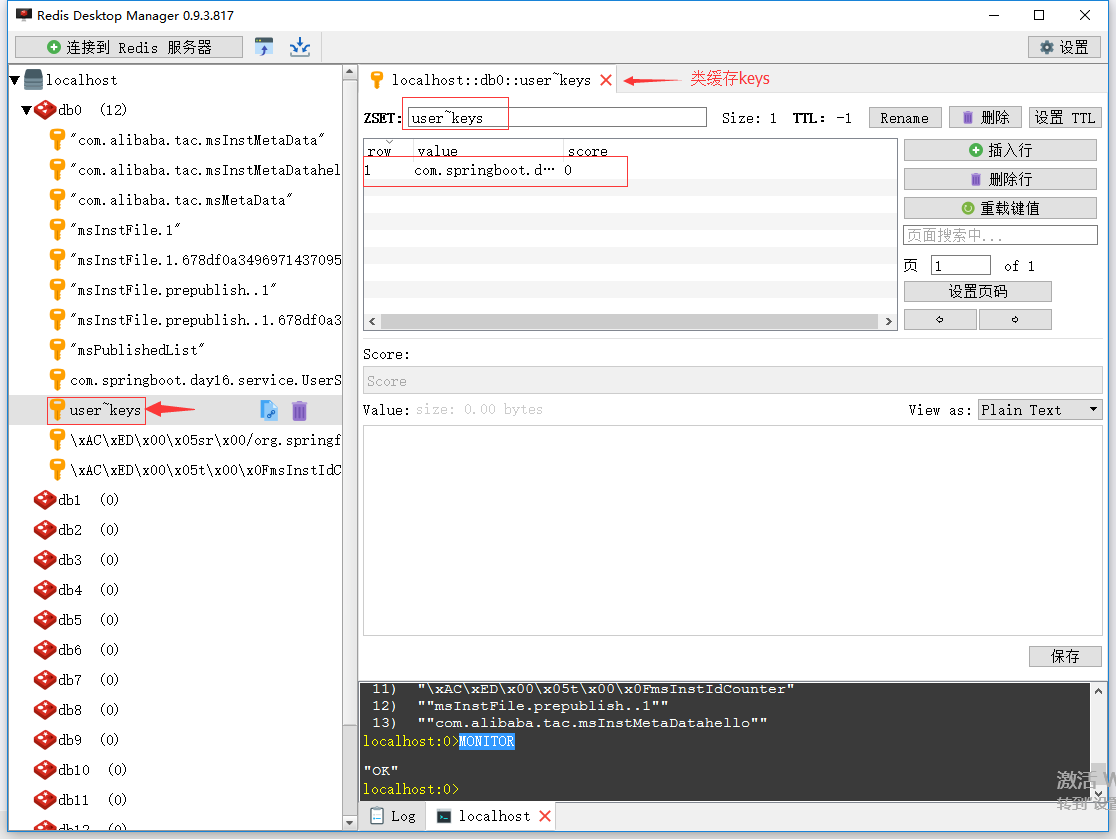 Redis Desktop Manager 0.9.3.817
连接到 Redis 服务器
设置
localhost
db0 (12)
"com.alibaba.tac.msInstMetaData"
"com.alibaba.tac.msInstMetaDatahel
"com.alibaba.tac.msMetaData"
"msInstFile.1"
"msInstFile.1.678df0a3496971437095
"msInstFile.prepublish..1"
"msInstFile.prepublish..1.678df0a3
"msPublishedList"
com.springboot.day16.service.UserS
user~keys
\xAC\xED\x00\x05sr\x00/org.springf
\xAC\xED\x00\x05t\x00\x0FmsInstIdC
db1 (0)
db2 (0)
db3 (0)
db4 (0)
db5 (0)
db6 (0)
db7 (0)
db8 (0)
db9 (0)
db10 (0)
db11 (0)
db12 (0)
localhost::db0::user~keys
类缓存keys
ZSET: user~keys Size: 1 TTL: -1 Rename 删除 设置 TTL
row value score
1 com.springboot.d… 0
插入行
删除行
重载键值
页面搜索中...
页 1 of 1
设置页码
Score:
Score
Value: size: 0.00 bytes View as: Plain Text
保存
11) "\xAC\xED\x00\x05t\x00\x0FmsInstIdCounter"
12) ""msInstFile.prepublish..1""
13) ""com.alibaba.tac.msInstMetaDatahello""
localhost:0>MONITOR
"OK"
localhost:0>
激活 W
转到"设置
Log
localhost